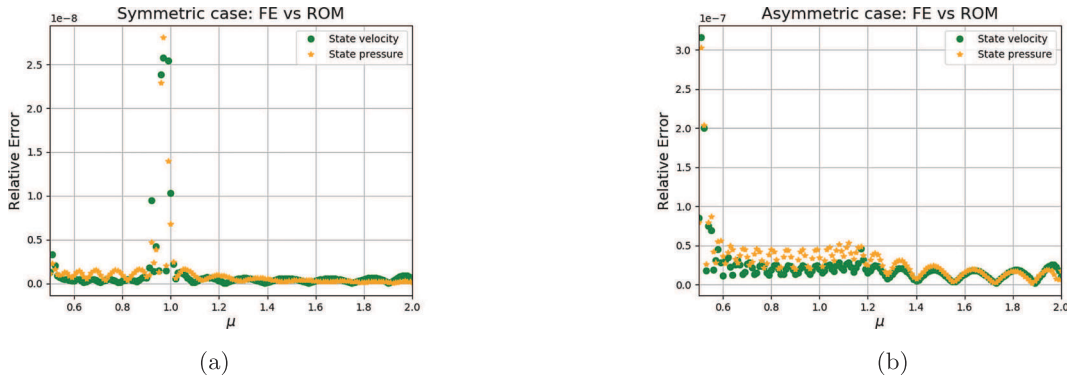 Symmetric case: FE vs ROM
1e−8
State velocity
State pressure
Relative Error
2.5
2.0
1.5
1.0
0.5
0.0
0.6 0.8 1.0 1.2 1.4 1.6 1.8 2.0
μ
(a)
Asymmetric case: FE vs ROM
1e−7
State velocity
State pressure
Relative Error
3.0
2.0
1.0
0.5
0.0
0.6 0.8 1.0 1.2 1.4 1.6 1.8 2.0
μ
(b)